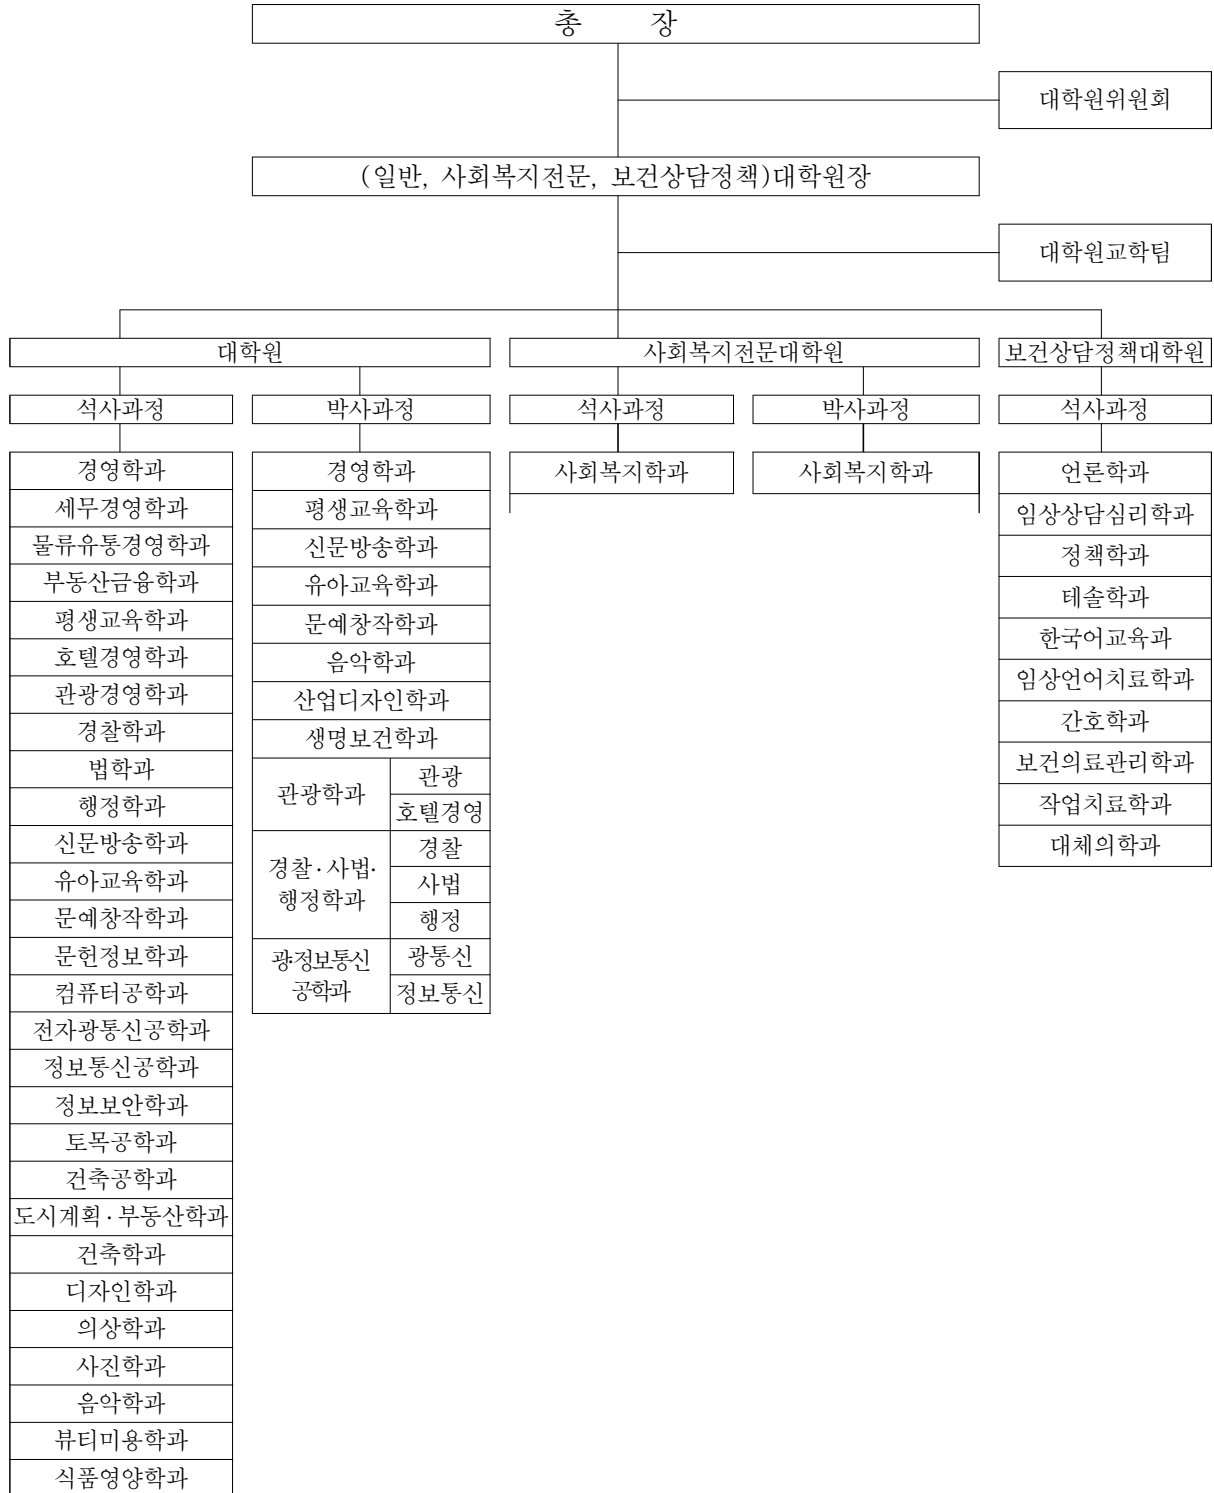 총 장
대학원위원회
(일반, 사회복지전문, 보건상담정책)대학원장
대학원교학팀
대학원
사회복지전문대학원
보건상담정책대학원
석사과정
박사과정
석사과정
박사과정
석사과정
경영학과
세무경영학과
물류유통경영학과
부동산금융학과
평생교육학과
호텔경영학과
관광경영학과
경찰학과
법학과
행정학과
신문방송학과
유아교육학과
문예창작학과
문헌정보학과
컴퓨터공학과
전자광통신공학과
정보통신공학과
정보보안학과
토목공학과
건축공학과
도시계획·부동산학과
건축학과
디자인학과
의상학과
사진학과
음악학과
뷰티미용학과
식품영양학과
경영학과
평생교육학과
신문방송학과
유아교육학과
문예창작학과
음악학과
산업디자인학과
생명보건학과
관광학과
관광
호텔경영
경찰·사법·
행정학과
경찰
사법
행정
광·정보통신
공학과
광통신
정보통신
사회복지학과
사회복지학과
언론학과
임상상담심리학과
정책학과
테솔학과
한국어교육과
임상언어치료학과
간호학과
보건의료관리학과
작업치료학과
대체의학과